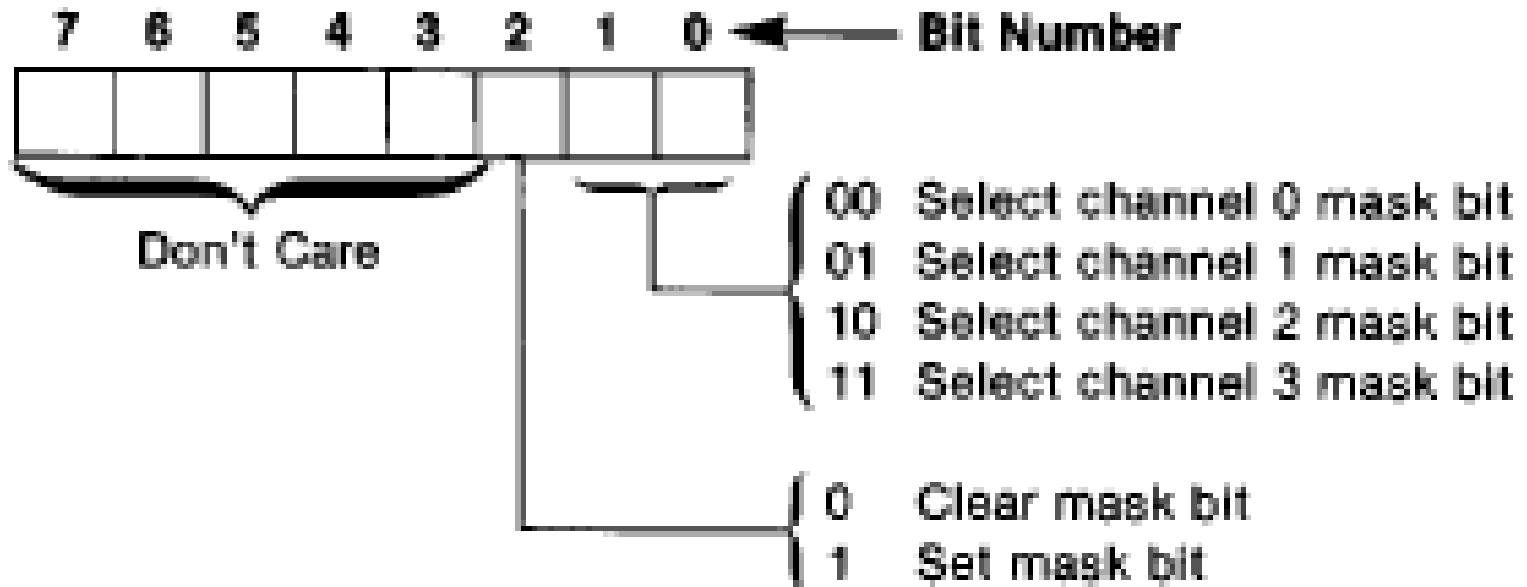 7 6 5 4 3 2 1 0 Bit Number
Don't Care
00 Select channel 0 mask bit
01 Select channel 1 mask bit
10 Select channel 2 mask bit
11 Select channel 3 mask bit
0 Clear mask bit
1 Set mask bit